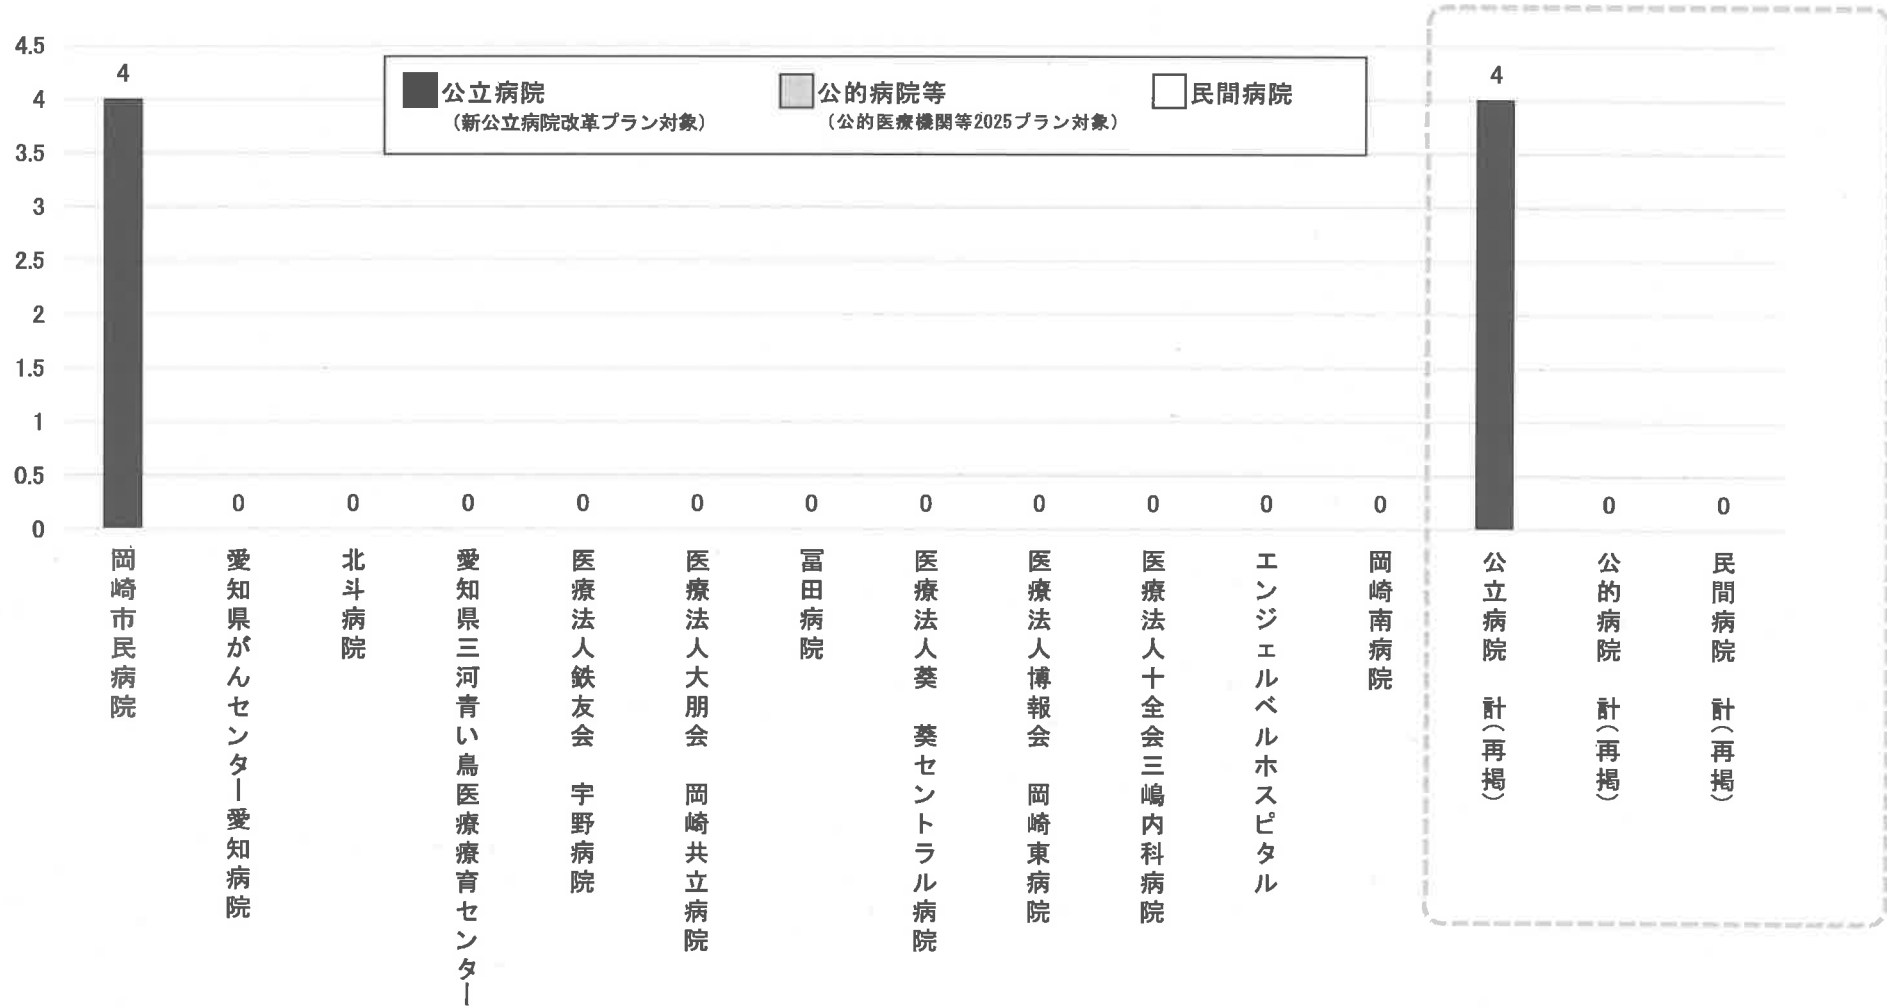 4.5
4
3.5
3
2.5
2
1.5
1
0.5
0
公立病院
(新公立病院改革プラン対象)
公的病院等
(公的医療機関等2025プラン対象)
民間病院
4
0
0
0
0
0
0
0
0
0
0
0
4
0
0
岡崎市民病院
愛知県がんセンター愛知病院
北斗病院
愛知県三河青い鳥医療療育センター
医療法人鉄友会 宇野病院
医療法人大朋会 岡崎共立病院
冨田病院
医療法人葵 葵セントラル病院
医療法人博報会 岡崎東病院
医療法人十全会三嶋内科病院
エンジェルベルホスピタル
岡崎南病院
公立病院 計(再掲)
公的病院 計(再掲)
民間病院 計(再掲)